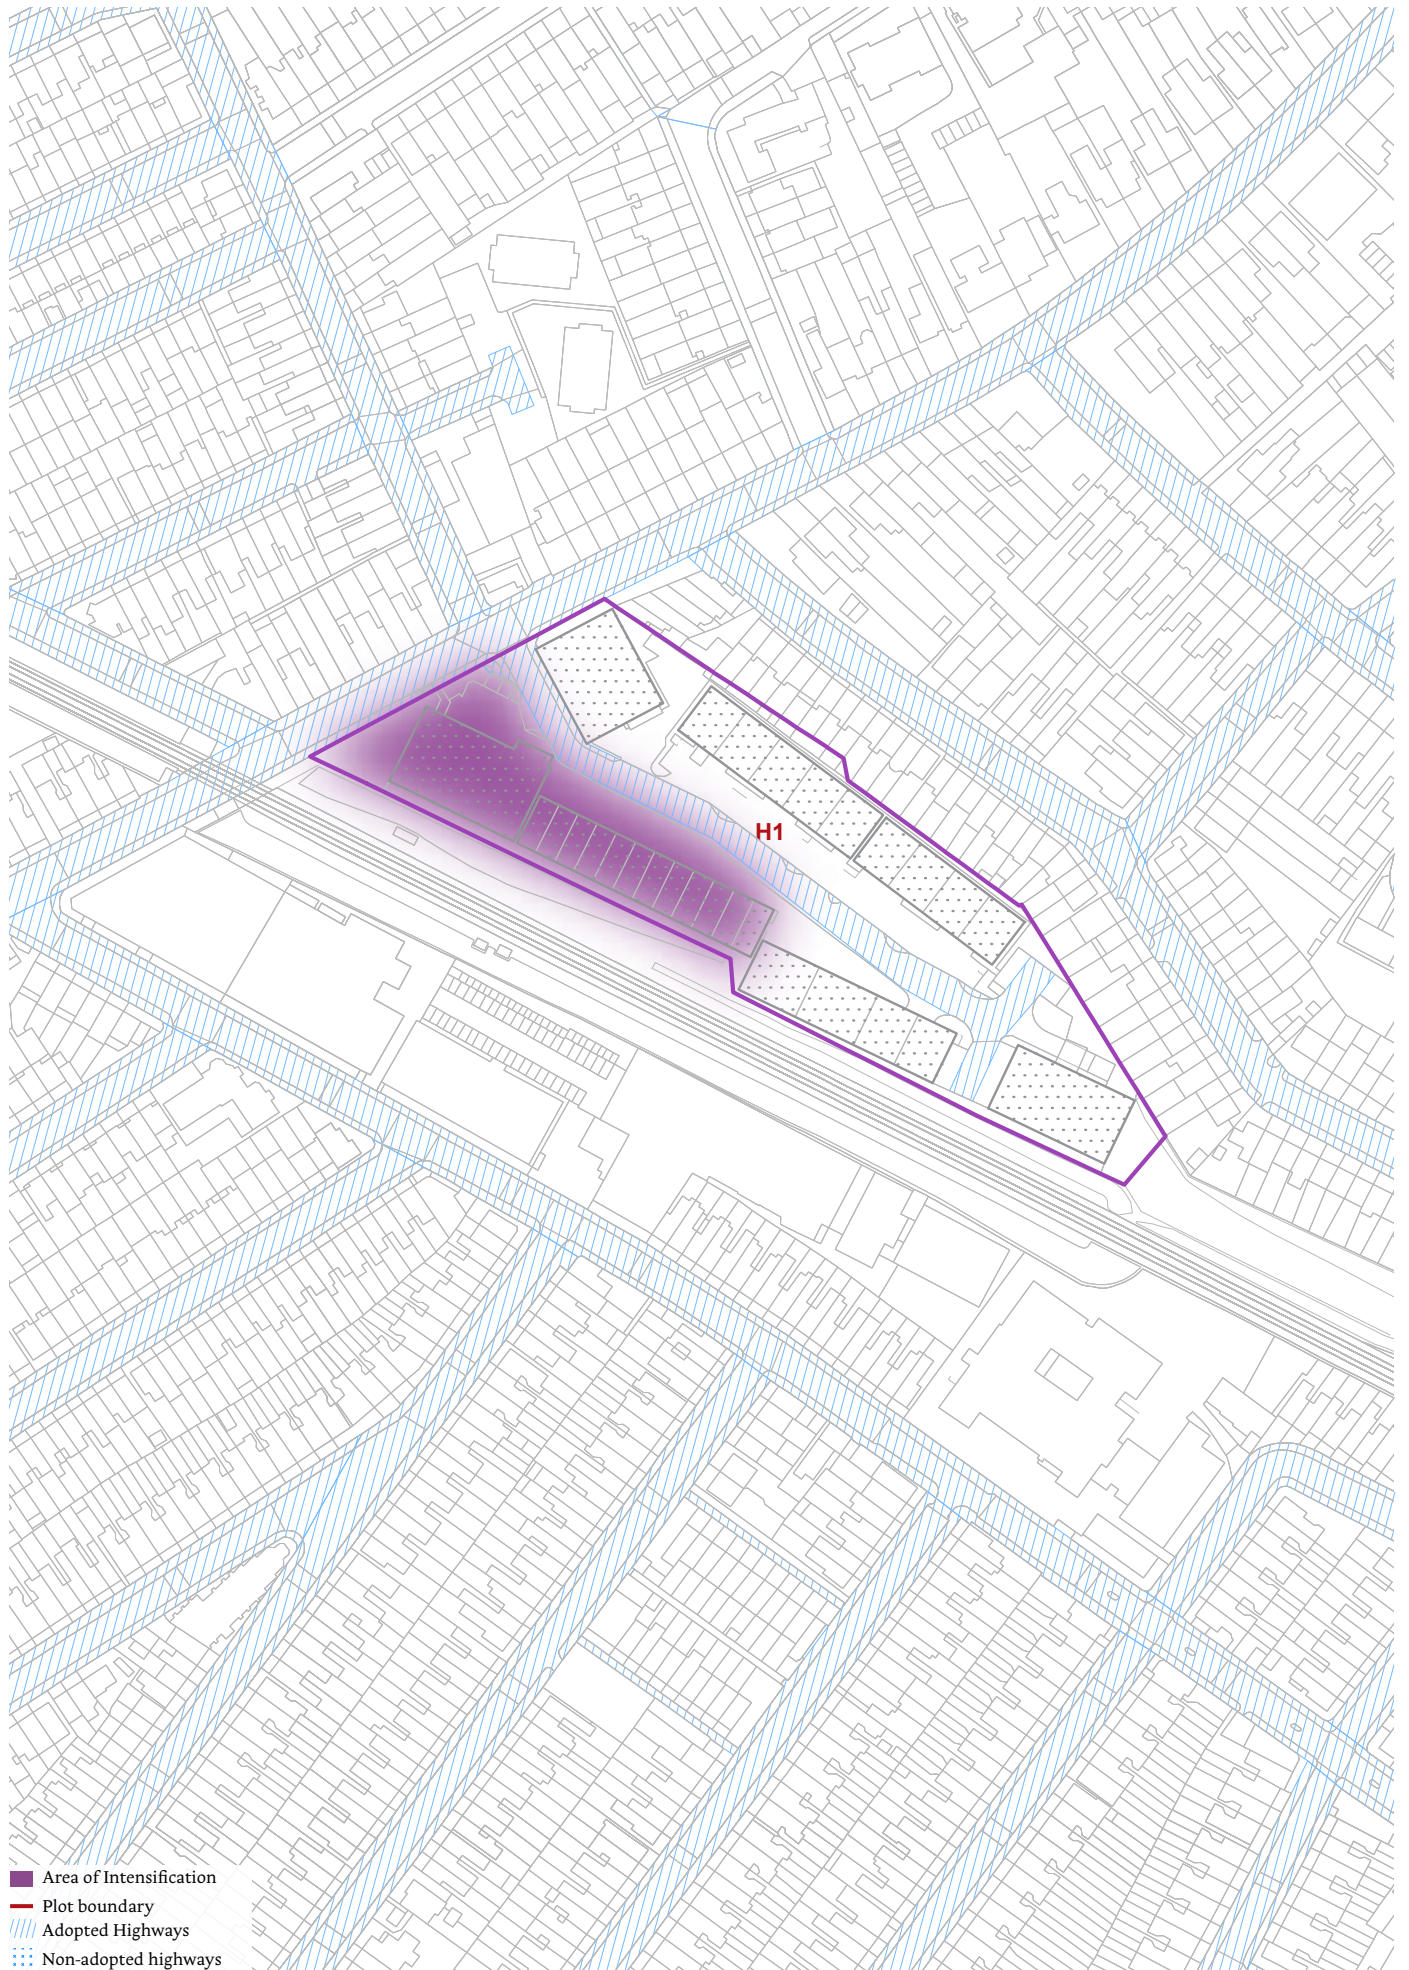 H1
Area of Intensification
Plot boundary
Adopted Highways
Non-adopted highways